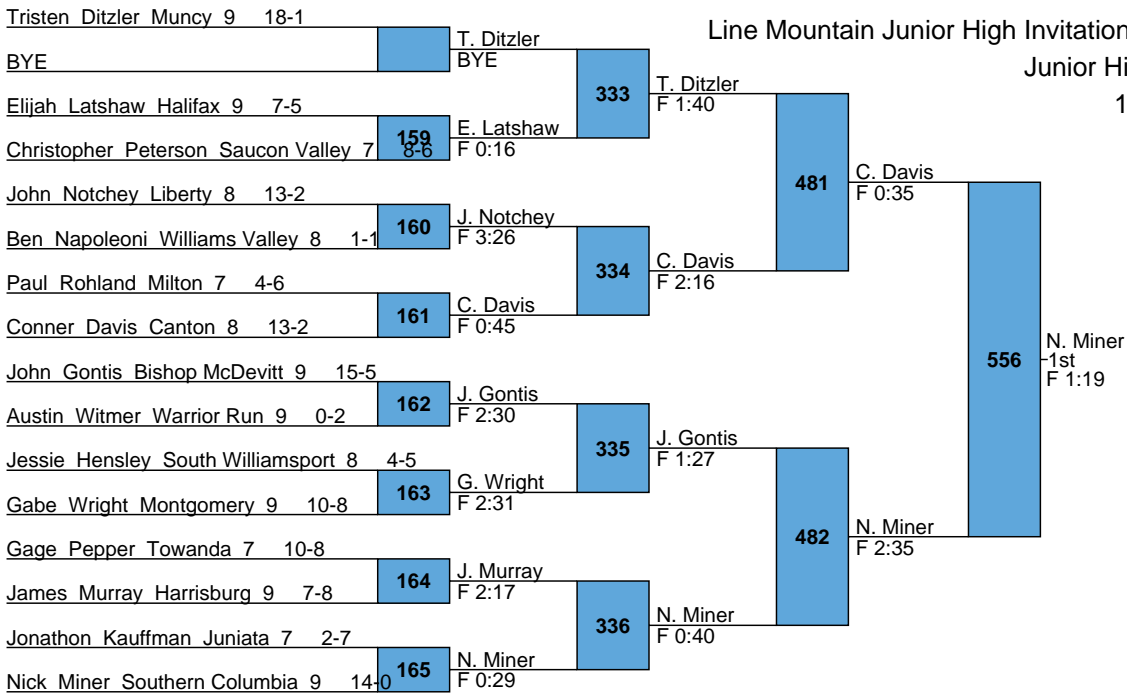 Line Mountain Junior High Invitation
Junior Hi
1
Tristen Ditzler Muncy 9 18-1
BYE
Elijah Latshaw Halifax 9 7-5
159
Christopher Peterson Saucon Valley 7 8-6
John Notchey Liberty 8 13-2
160
Ben Napoleoni Williams Valley 8 1-1
Paul Rohland Milton 7 4-6
161
Conner Davis Canton 8 13-2
John Gontis Bishop McDevitt 9 15-5
162
Austin Witmer Warrior Run 9 0-2
Jessie Hensley South Williamsport 8 4-5
163
Gabe Wright Montgomery 9 10-8
Gage Pepper Towanda 7 10-8
164
James Murray Harrisburg 9 7-8
Jonathon Kauffman Juniata 7 2-7
165
Nick Miner Southern Columbia 9 14-0
T. Ditzler
BYE
333
E. Latshaw
F 0:16
J. Notchey
F 3:26
334
C. Davis
F 0:45
J. Gontis
F 2:30
335
G. Wright
F 2:31
J. Murray
F 2:17
336
N. Miner
F 0:29
T. Ditzler
F 1:40
481
C. Davis
F 2:16
J. Gontis
F 1:27
482
N. Miner
F 0:40
C. Davis
F 0:35
556
N. Miner
F 2:35
N. Miner
1st
F 1:19